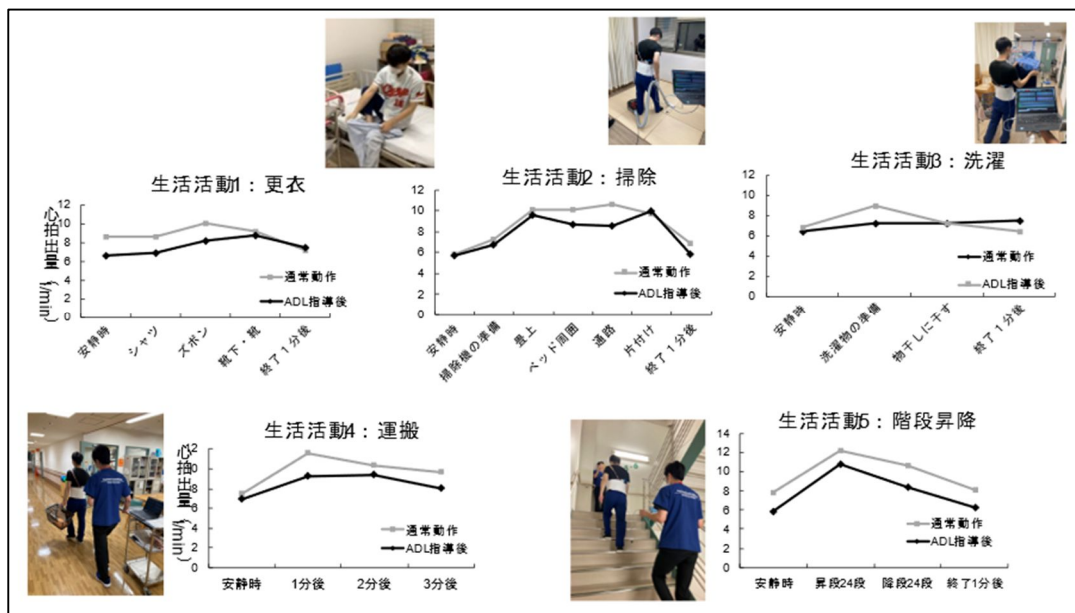 生活活動1：更衣
心拍出量（/min）
12
10
8
6
4
2
0
通常動作
ADL指導後
安静時
シャツ
ズボン
靴下・靴
終了１分後
生活活動2：掃除
12
10
8
6
4
2
0
通常動作
ADL指導後
安静時
掃除機の準備
畳上
ベッド周囲
通路
片付け
終了１分後
生活活動3：洗濯
12
10
8
6
4
2
0
通常動作
ADL指導後
安静時
洗濯物の準備
物干しに干す
終了１分後
生活活動4：運搬
心拍出量（/min）
12
10
8
6
4
2
0
通常動作
ADL指導後
安静時
1分後
2分後
3分後
生活活動5：階段昇降
14
12
10
8
6
4
2
0
通常動作
ADL指導後
安静時
昇段24段
降段24段
終了1分後